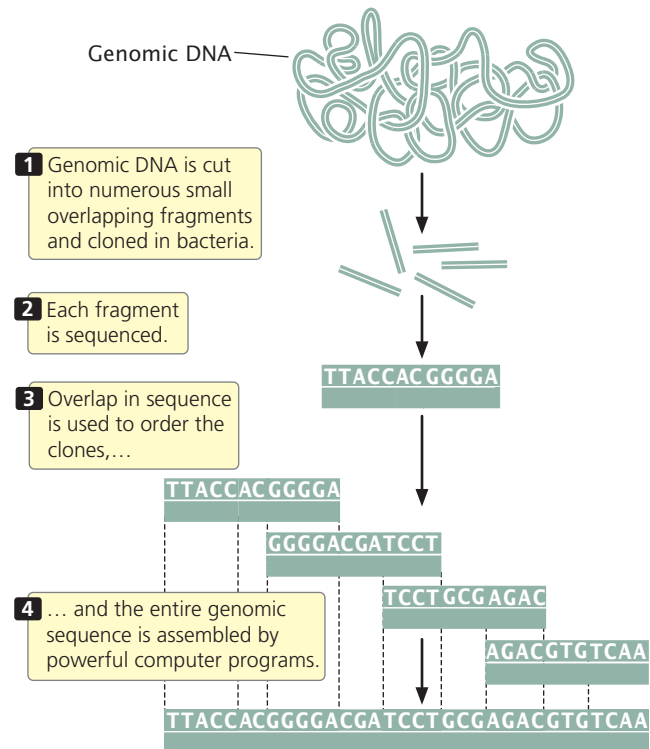 Genomic DNA
1 Genomic DNA is cut
into numerous small
overlapping fragments
and cloned in bacteria.
2 Each fragment
is sequenced.
TTACCACGGGGA
3 Overlap in sequence
is used to order the
clones,…
TTACCACGGGGA
GGGGACGATCCT
TCCTGCGAGAC
AGACGTGTCAA
4 … and the entire genomic
sequence is assembled by
powerful computer programs.
TTACCACGGGGACGATCCTGCGAGACGTGTCAA